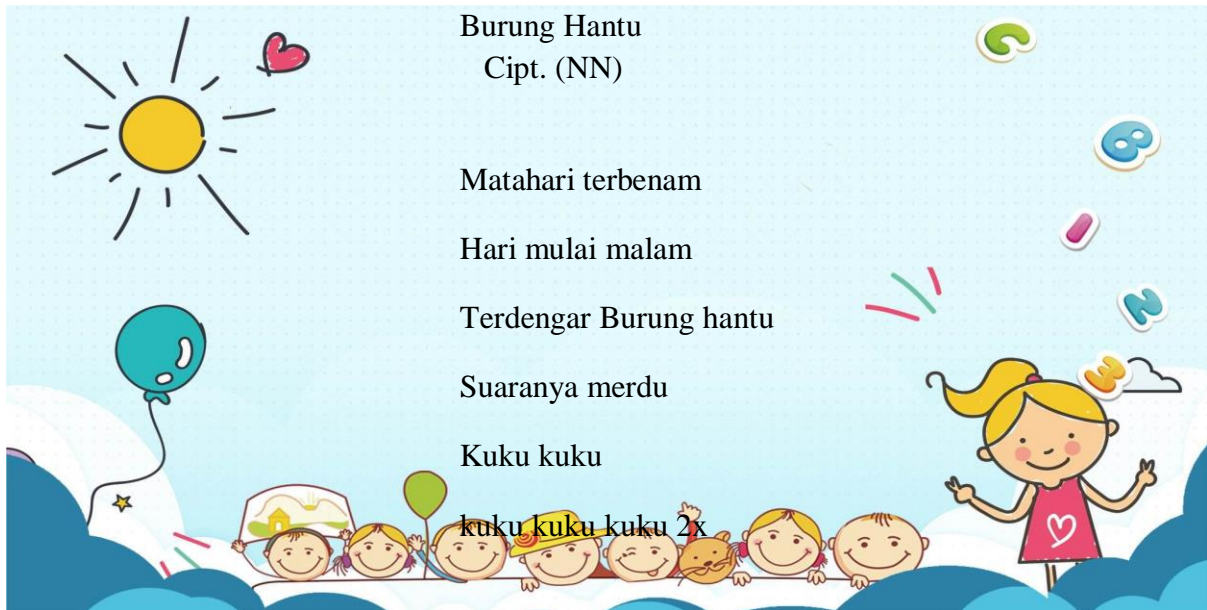 Burung Hantu
Cipt. (NN)
Matahari terbenam
Hari mulai malam
Terdengar Burung hantu
Suaranya merdu
Kuku kuku
kuku kuku kuku 2x
C
B
I
N
E